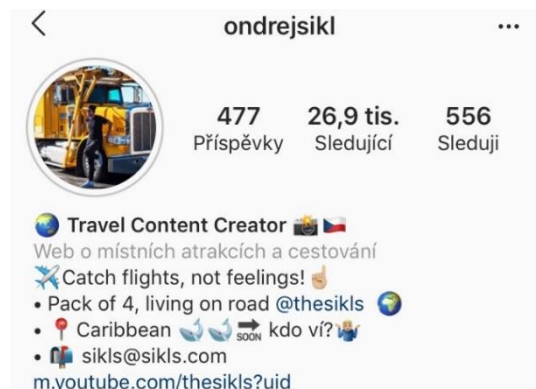 ondrejsikl
477 26,9 tis. 556
Příspěvky Sledující Sleduji
🌏 Travel Content Creator 📸 🇨🇿
Web o místních atrakcích a cestování
✈️Catch flights, not feelings!☝🏼
• Pack of 4, living on road @thesikls 🌍
• 📍 Caribbean 🐳🐳🔜 kdo ví?🤷🏼‍♂️
• 📬 sikls@sikls.com
m.youtube.com/thesikls?uid